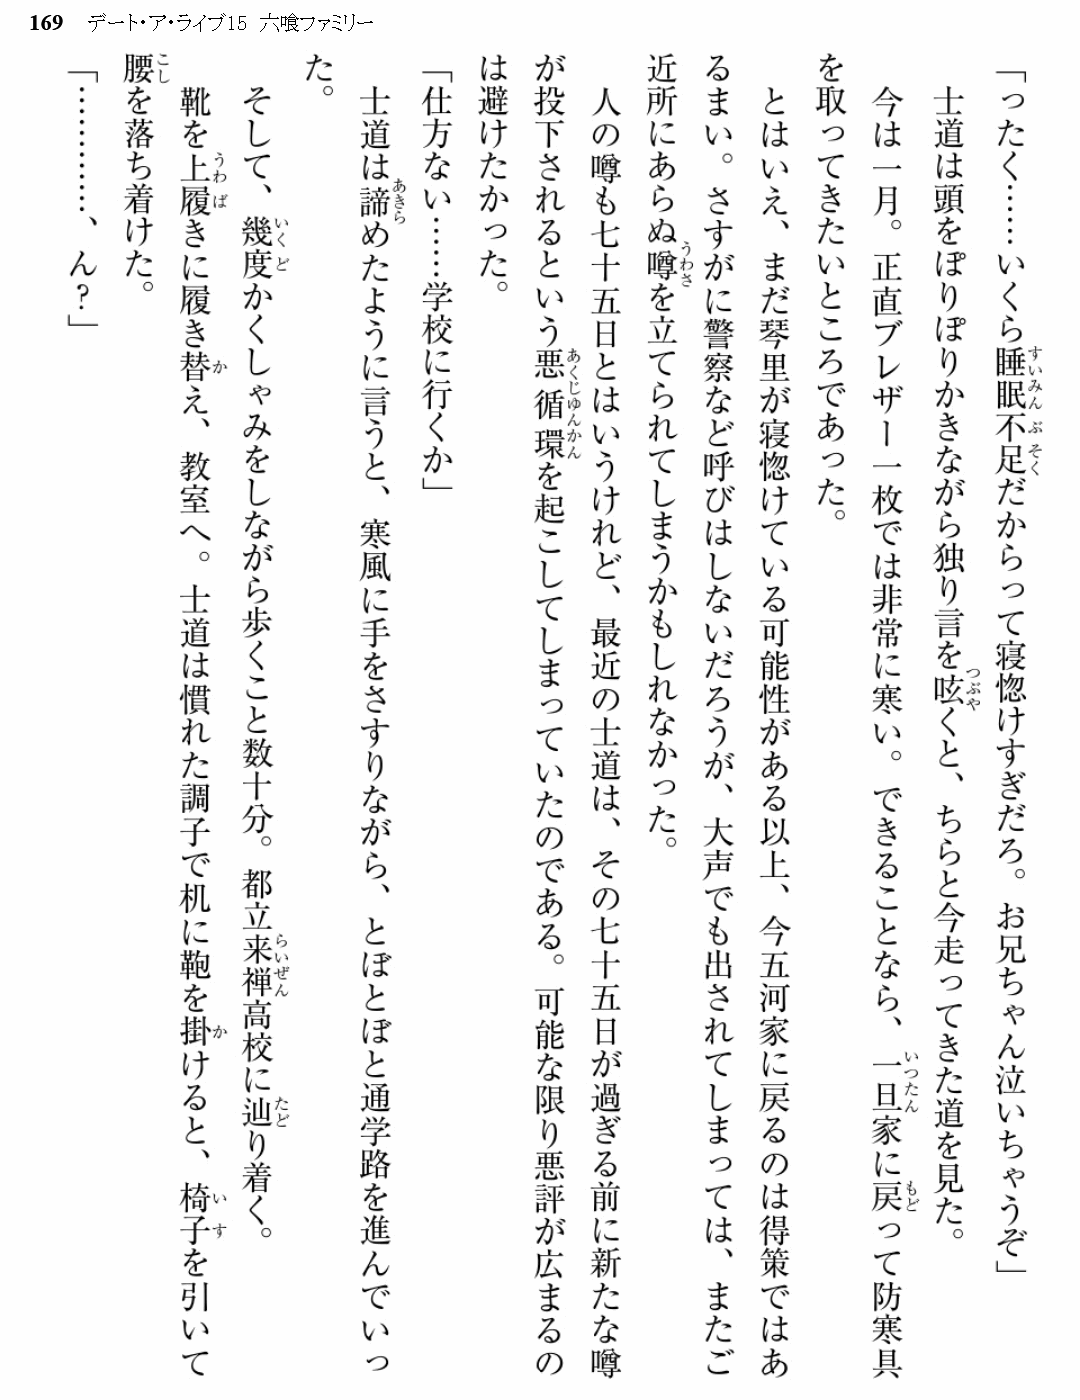 169 デート・ア・ライブ15 六喰ファミリー
「ったく……いくら睡眠不足だからって寝惚けすぎだろ。お兄ちゃん泣いちゃうぞ」
士道は頭をぽりぽりかきながら独り言を呟くと、ちらと今走ってきた道を見た。
今は一月。正直ブレザー一枚では非常に寒い。できることなら、一旦家に戻って防寒具
を取ってきたいところであった。
とはいえ、まだ琴里が寝惚けている可能性がある以上、今五河家に戻るのは得策ではあ
るまい。さすがに警察など呼びはしないだろうが、大声でも出されてしまっては、またご
近所にあらぬ噂を立てられてしまうかもしれなかった。
人の噂も七十五日とはいうけれど、最近の士道は、その七十五日が過ぎる前に新たな噂
が投下されるという悪循環を起こしてしまっていたのである。可能な限り悪評が広まるの
は避けたかった。
「仕方ない……学校に行くか」
士道は諦めたように言うと、寒風に手をさすりながら、とぼとぼと通学路を進んでいっ
た。
そして、幾度かくしゃみをしながら歩くこと数十分。都立来禅高校に辿り着く。
靴を上履きに履き替え、教室へ。士道は慣れた調子で机に鞄を掛けると、椅子を引いて
腰を落ち着けた。
「…………、ん?」